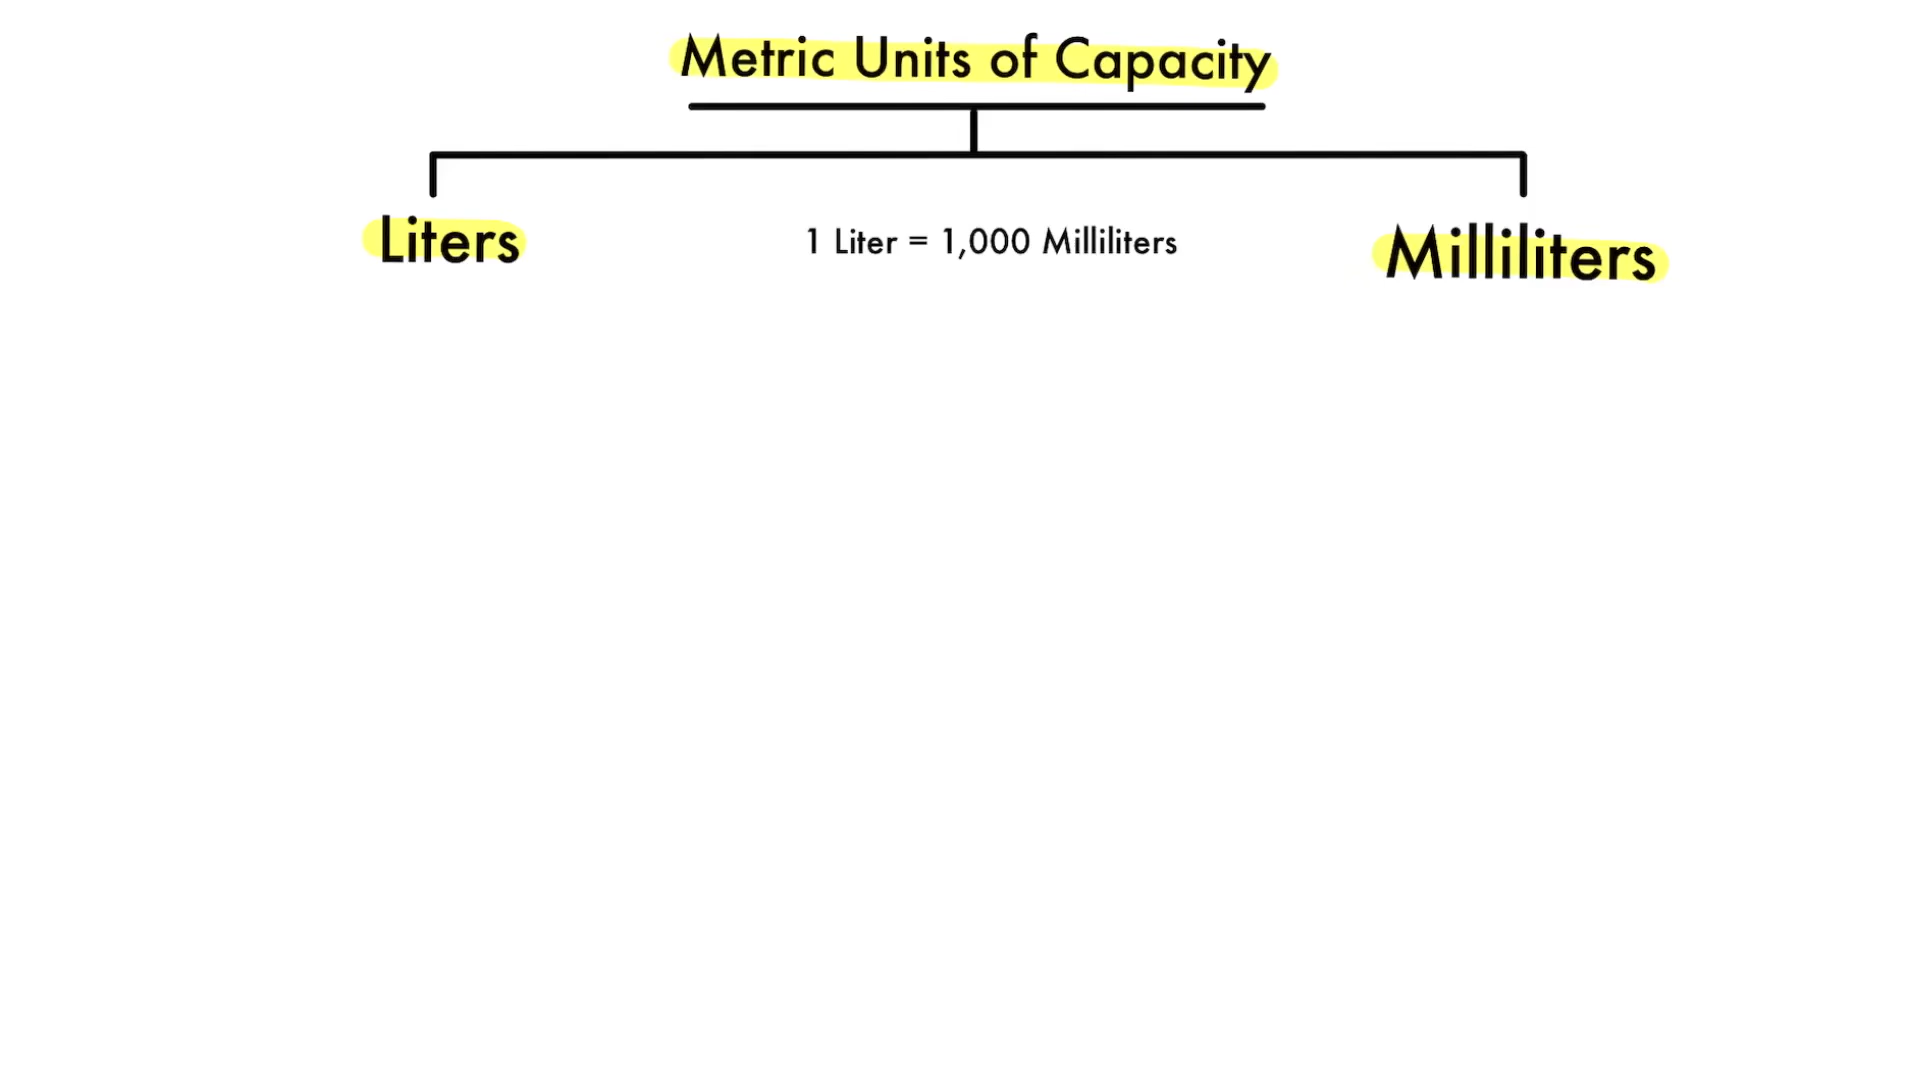 Metric Units of Capacity
Liters
1 Liter = 1,000 Milliliters
Milliliters